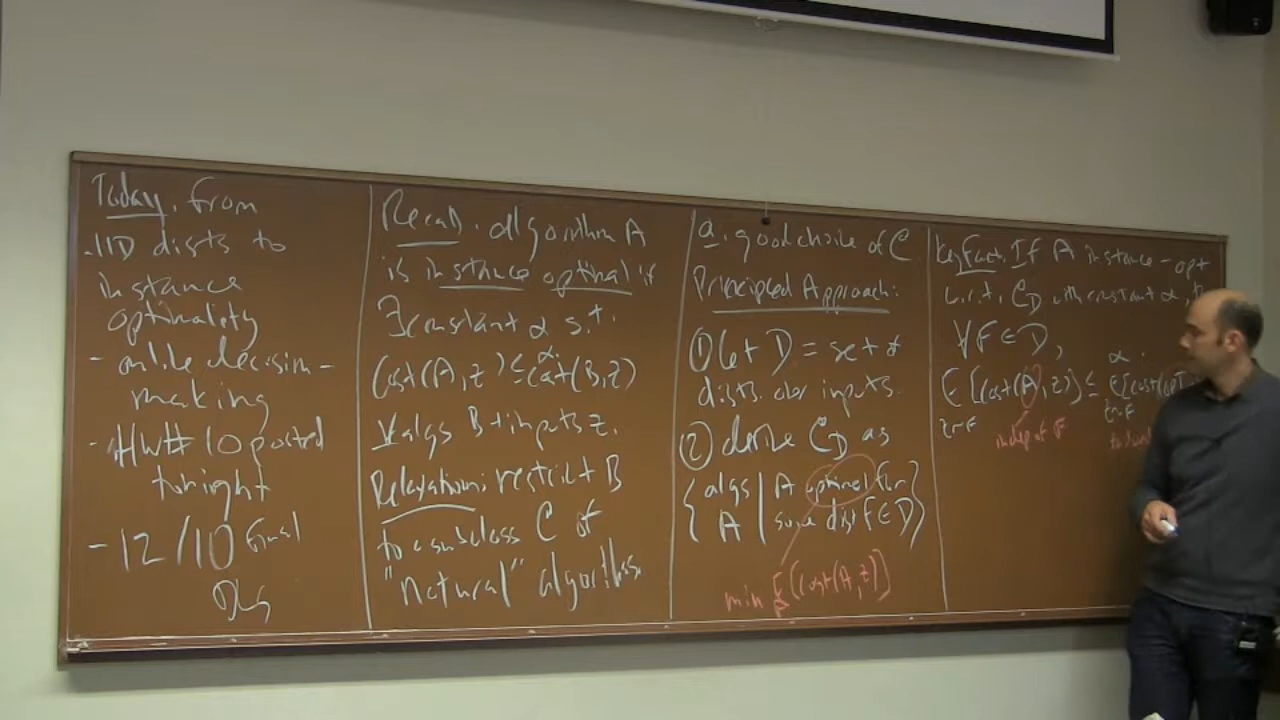 Today. From
IID dists to
instance
optimality
- online decision-
making
- HW# 10 posted
tonight
- 12/10 final
Recall. algorithm A
is instance optimal if
∃ constant α s.t.
Cost(A,z) ≤ α· Cost(B,z)
∀ algs B + inputs z.
Relaxation: restrict B
to a subclass C of
"natural" algorithms.
Q. good choice of C
Principled Approach:
① let D = set of
dists. over inputs.
② derive C_D as
{algs A | A optimal for some dist F ∈ D}
min E_F[cost(A,z)]
Key Fact. If A instance-opt
w.r.t. C_D with constant α,
∀F ∈ D,
E[cost(A,z)] ≤ α· E[cost(OPT
z~F z~F
indep of F